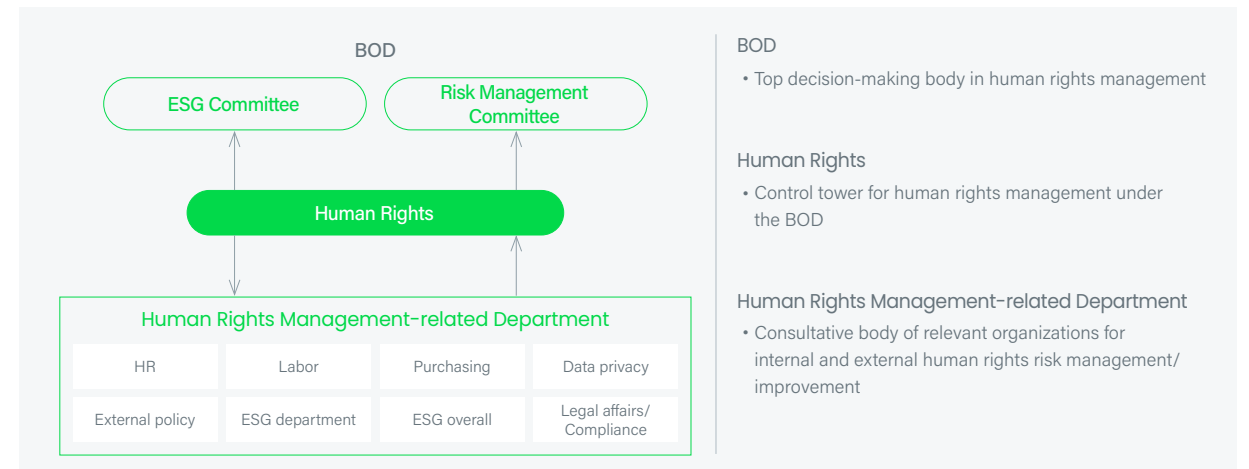 BOD
ESG Committee
Risk Management
Committee
Human Rights
Human Rights Management-related Department
HR
Labor
Purchasing
Data privacy
External policy
ESG department
ESG overall
Legal affairs/
Compliance
BOD
• Top decision-making body in human rights management
Human Rights
• Control tower for human rights management under
the BOD
Human Rights Management-related Department
• Consultative body of relevant organizations for
internal and external human rights risk management/
improvement